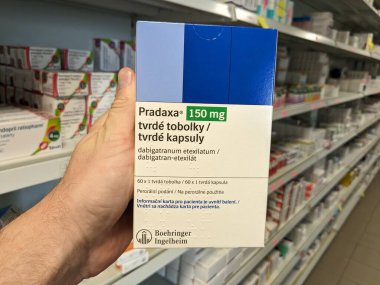 Pradaxa® 150 mg
tvrdé tobolky /
tvrdé kapsuly
dabigatranum etexilatum /
dabigatran-etexilát
60 x 1 tvrdá tobolka / 60 x 1 tvrdá kapsula
Perorální podání / Na perorálne použitie
Informační karta pro pacienta je uvnitř balení. /
Vnútri sa nachádza karta pre pacienta.
Boehringer
Ingelheim